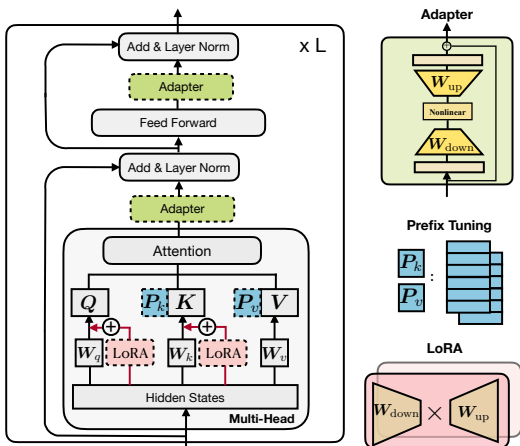 Add & Layer Norm
x L
Adapter
Feed Forward
Add & Layer Norm
Adapter
Attention
Q
P_k
K
P_v
V
W_q
LoRA
W_k
LoRA
W_v
Hidden States
Multi-Head
Adapter
W_up
Nonlinear
W_down
Prefix Tuning
P_k
:
P_v
LoRA
W_down × W_up